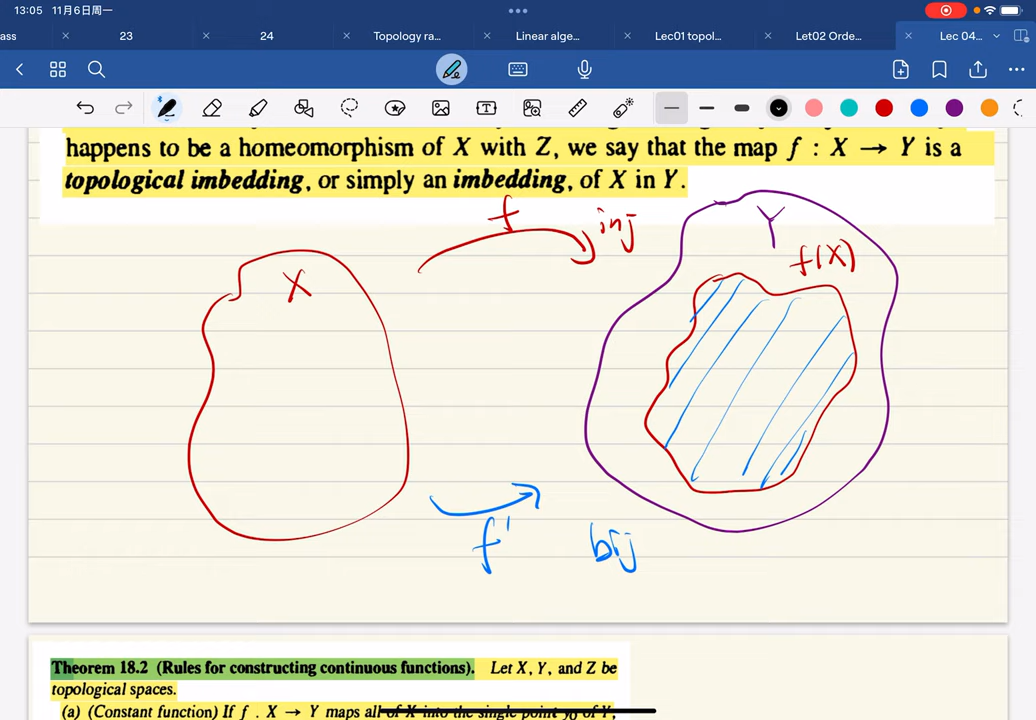 13:05 11月6日周一
ass
23
24
Topology ra...
Linear alge...
Lec01 topol...
Let02 Orde...
Lec 04...
happens to be a homeomorphism of X with Z, we say that the map f : X → Y is a
topological imbedding, or simply an imbedding, of X in Y.
f
inj
Y
f(X)
X
f'
bij
Theorem 18.2 (Rules for constructing continuous functions). Let X, Y, and Z be
topological spaces.
(a) (Constant function) If f . X → Y maps all of X into the single point y0 of Y,